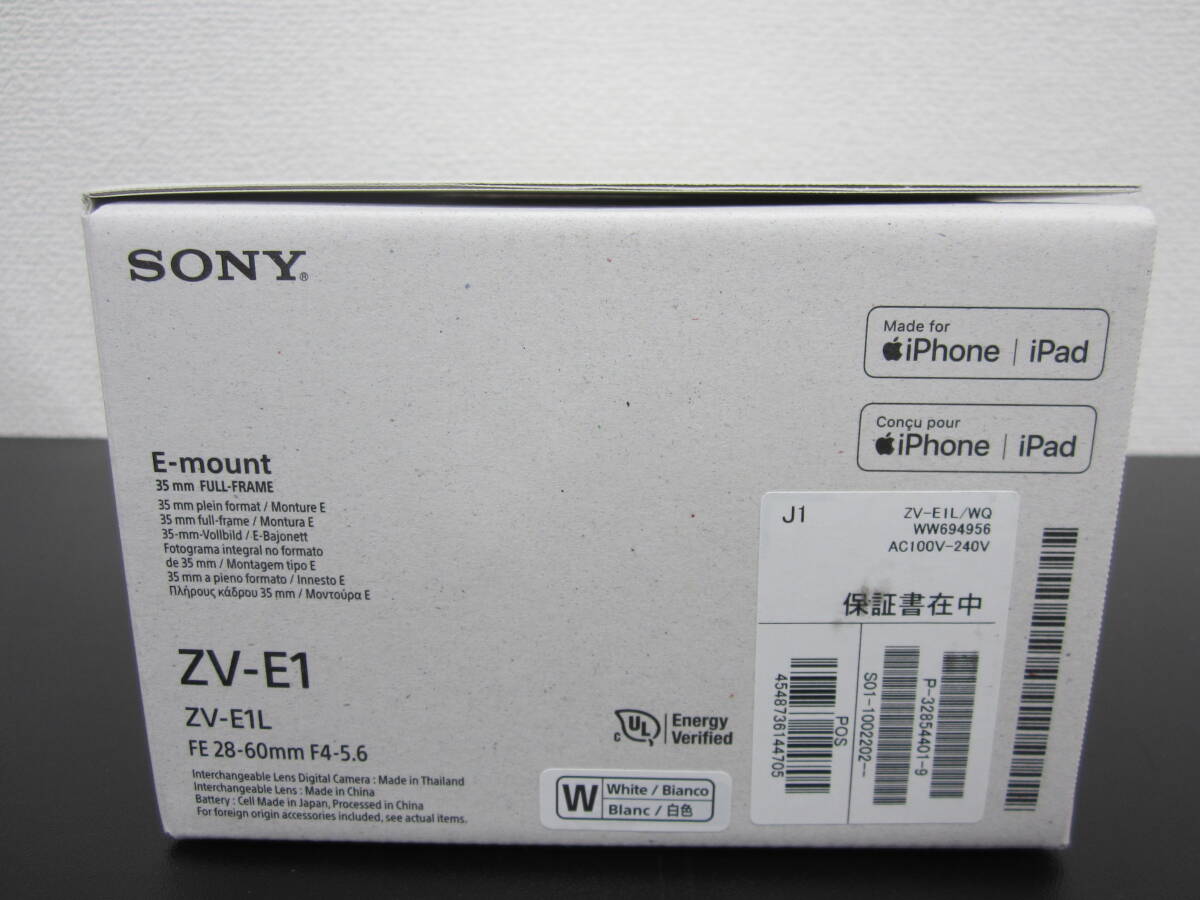 SONY®
Made for
iPhone | iPad
Conçu pour
iPhone | iPad
E-mount
35 mm FULL-FRAME
35 mm plein format / Monture E
35 mm full-frame / Montura E
35-mm-Vollbild / E-Bajonett
Fotograma integral no formato
de 35 mm / Montagem tipo E
35 mm a pieno formato / Innesto E
Πλήρους κάδρου 35 mm / Μοντούρα E
ZV-E1
ZV-E1L
FE 28-60mm F4-5.6
Interchangeable Lens Digital Camera : Made in Thailand
Interchangeable Lens : Made in China
Battery : Cell Made in Japan, Processed in China
For foreign origin accessories included, see actual items.
c UL
Energy
Verified
W
White / Bianco
Blanc / 白色
J1
ZV-E1L/WQ
WW694956
AC100V-240V
保証書在中
POS
4548736144705
S01-1002202--
P-32854401-9